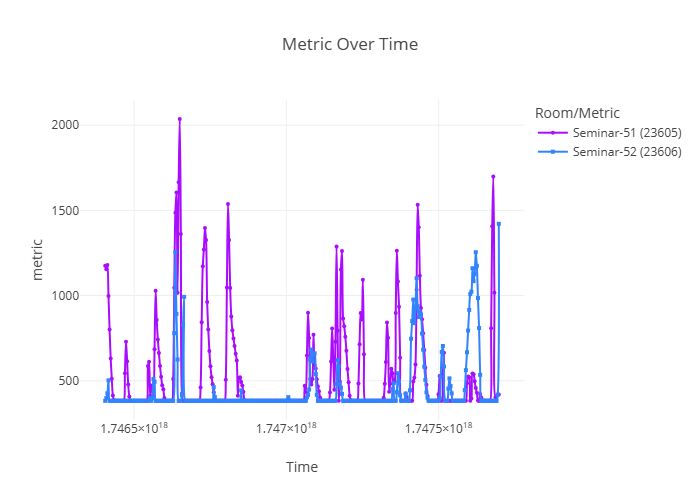 Metric Over Time
Room/Metric
Seminar-51 (23605)
Seminar-52 (23606)
metric
2000
1500
1000
500
1.7465×10¹⁸
1.747×10¹⁸
1.7475×10¹⁸
Time